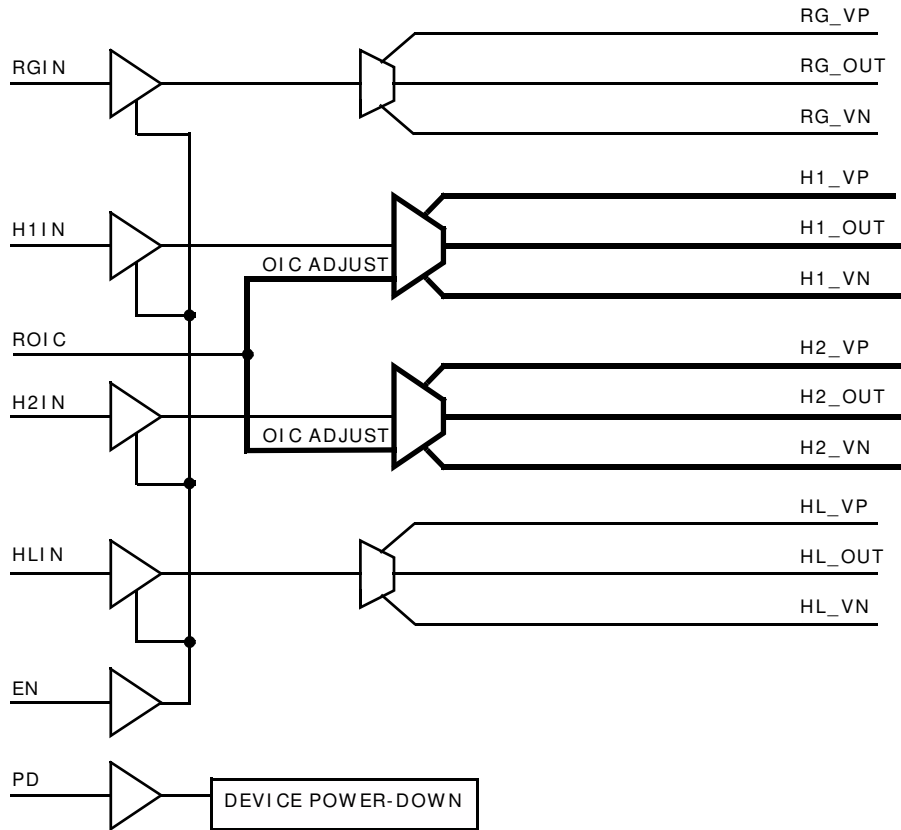 RG_VP
RGIN
RG_OUT
RG_VN
H1_VP
H1IN
H1_OUT
OIC ADJUST
H1_VN
ROIC
H2_VP
H2IN
H2_OUT
OIC ADJUST
H2_VN
HL_VP
HLIN
HL_OUT
HL_VN
EN
PD
DEVICE POWER-DOWN